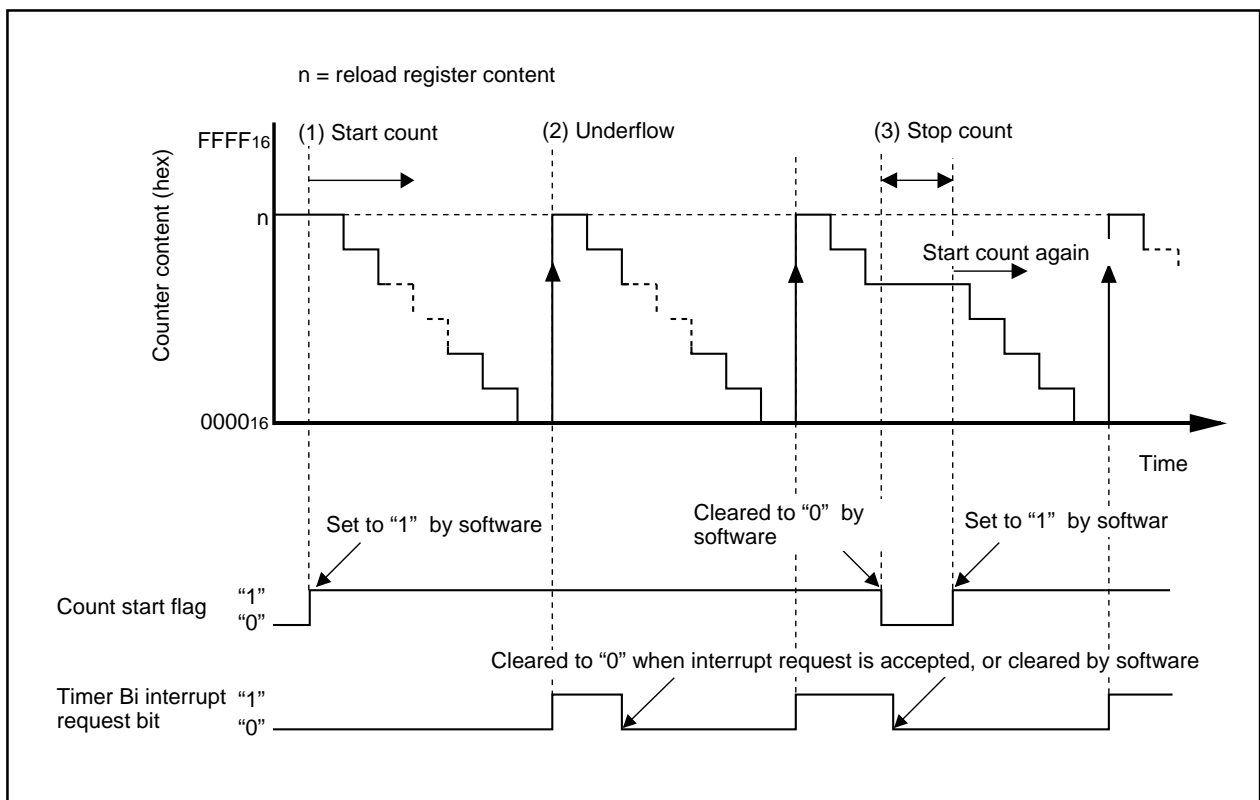 n = reload register content
(1) Start count
(2) Underflow
(3) Stop count
FFFF16
Counter content (hex)
n
Start count again
000016
Time
Set to “1” by software
Cleared to “0” by
software
Set to “1” by softwar
Count start flag
“1”
“0”
Cleared to “0” when interrupt request is accepted, or cleared by software
Timer Bi interrupt
request bit
“1”
“0”